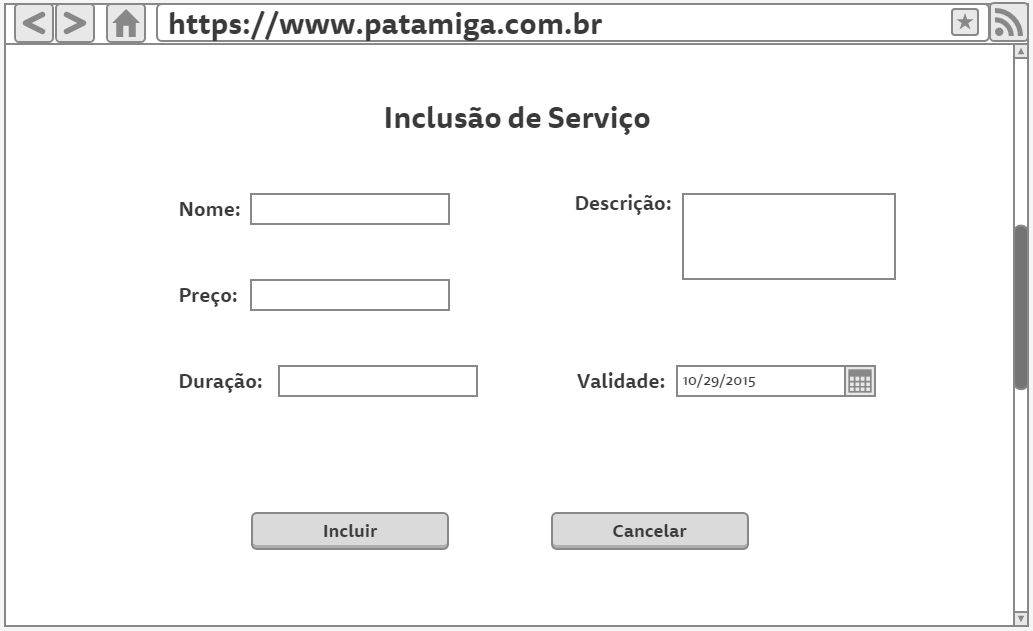 https://www.patamiga.com.br
Inclusão de Serviço
Nome:
Descrição:
Preço:
Duração:
Validade: 10/29/2015
Incluir
Cancelar